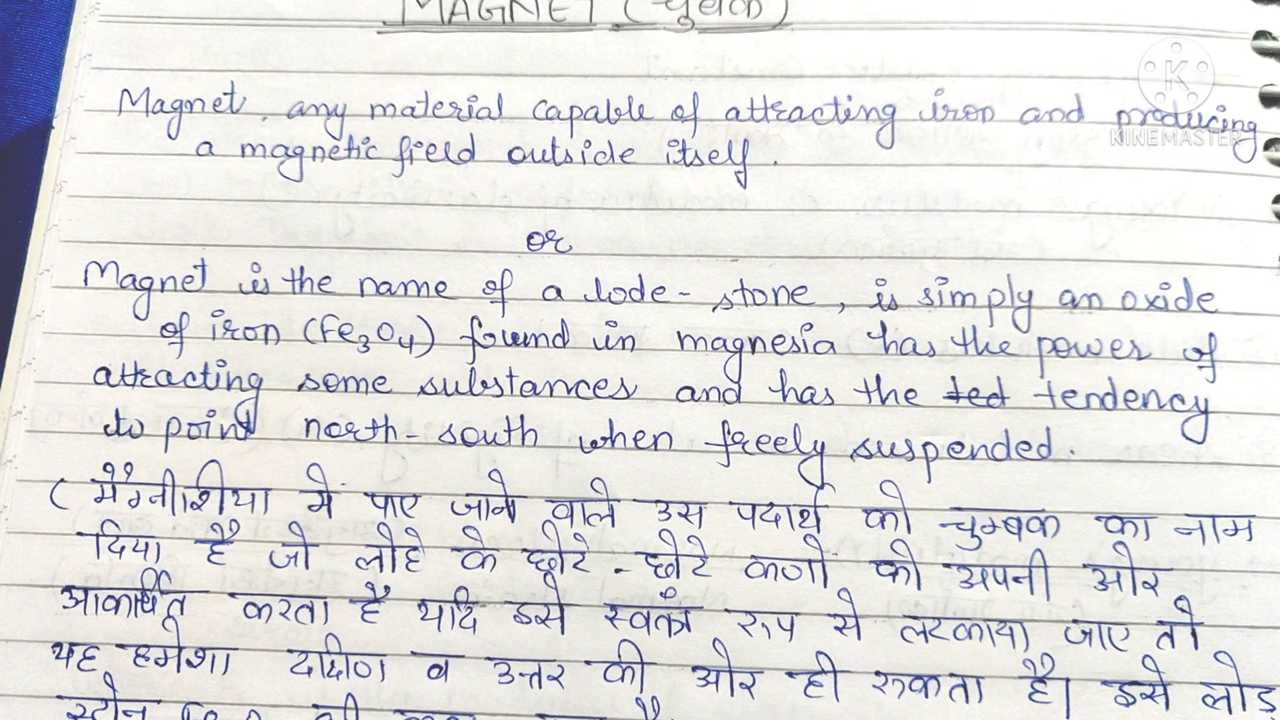 MAGNET (चुंबक)
Magnet. any material capable of attracting iron and producing
a magnetic field outside itself.
or
Magnet is the name of a lode-stone, is simply an oxide
of iron (Fe3O4) found in magnesia has the power of
attracting some substances and has the ted tendency
to point north-south when freely suspended.
( मैग्नीशिया में पाए जाने वाले उस पदार्थ को चुम्बक का नाम
दिया है जो लोहे के छोटे-छोटे कणो को अपनी ओर
आकर्षित करता है यदि इसे स्वतंत्र रूप से लटकाया जाए तो
यह हमेशा दक्षिण व उत्तर की ओर ही रुकता है। इसे लोड
स्टोन
K
KINEMASTER